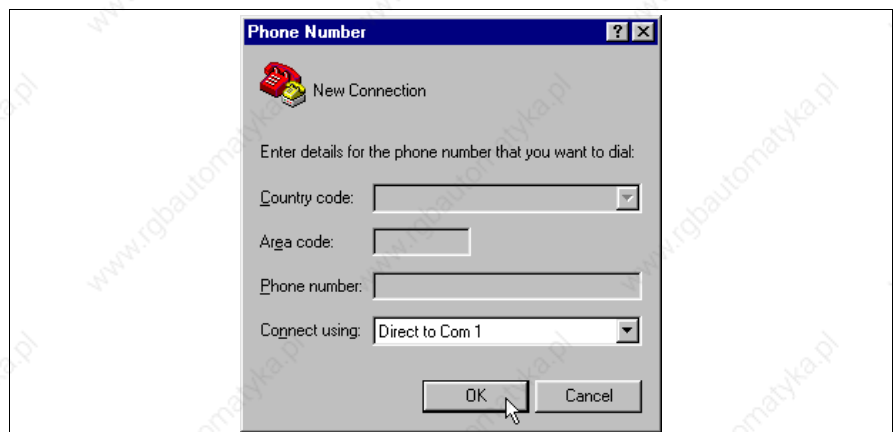 Phone Number
New Connection
Enter details for the phone number that you want to dial:
Country code:
Area code:
Phone number:
Connect using: Direct to Com 1
OK Cancel
www.rgbautomatyka.pl